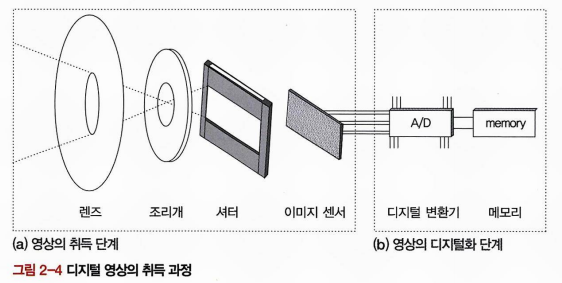 A/D
memory
렌즈 조리개 셔터 이미지 센서 디지털 변환기 메모리
(a) 영상의 취득 단계 (b) 영상의 디지털화 단계
그림 2-4 디지털 영상의 취득 과정